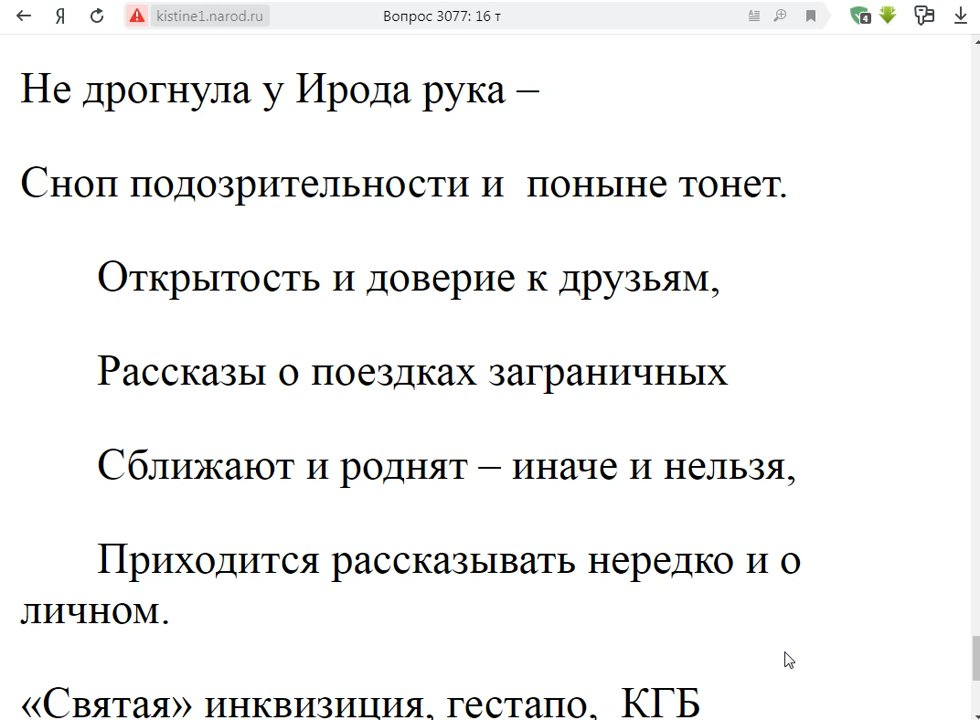 Я
kistine1.narod.ru
Вопрос 3077: 16 т
4
Не дрогнула у Ирода рука –
Сноп подозрительности и  поныне тонет.
Открытость и доверие к друзьям,
Рассказы о поездках заграничных
Сближают и роднят – иначе и нельзя,
Приходится рассказывать нередко и о
личном.
«Святая» инквизиция, гестапо,  КГБ